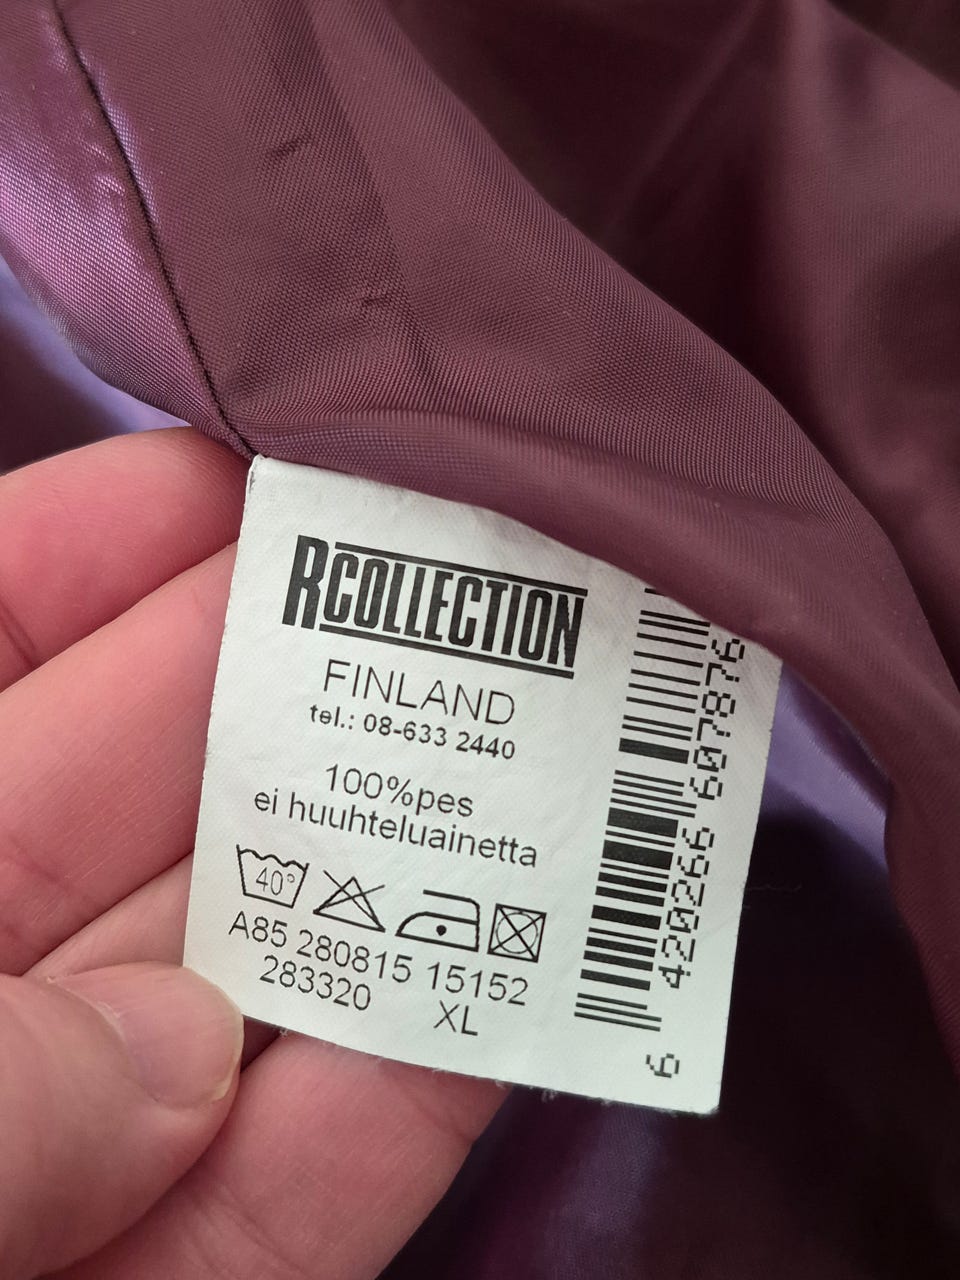 RCOLLECTION
FINLAND
tel.: 08-633 2440
100%pes
ei huuhteluainetta
40°
A85 280815 15152
283320 XL
6 420266 607876